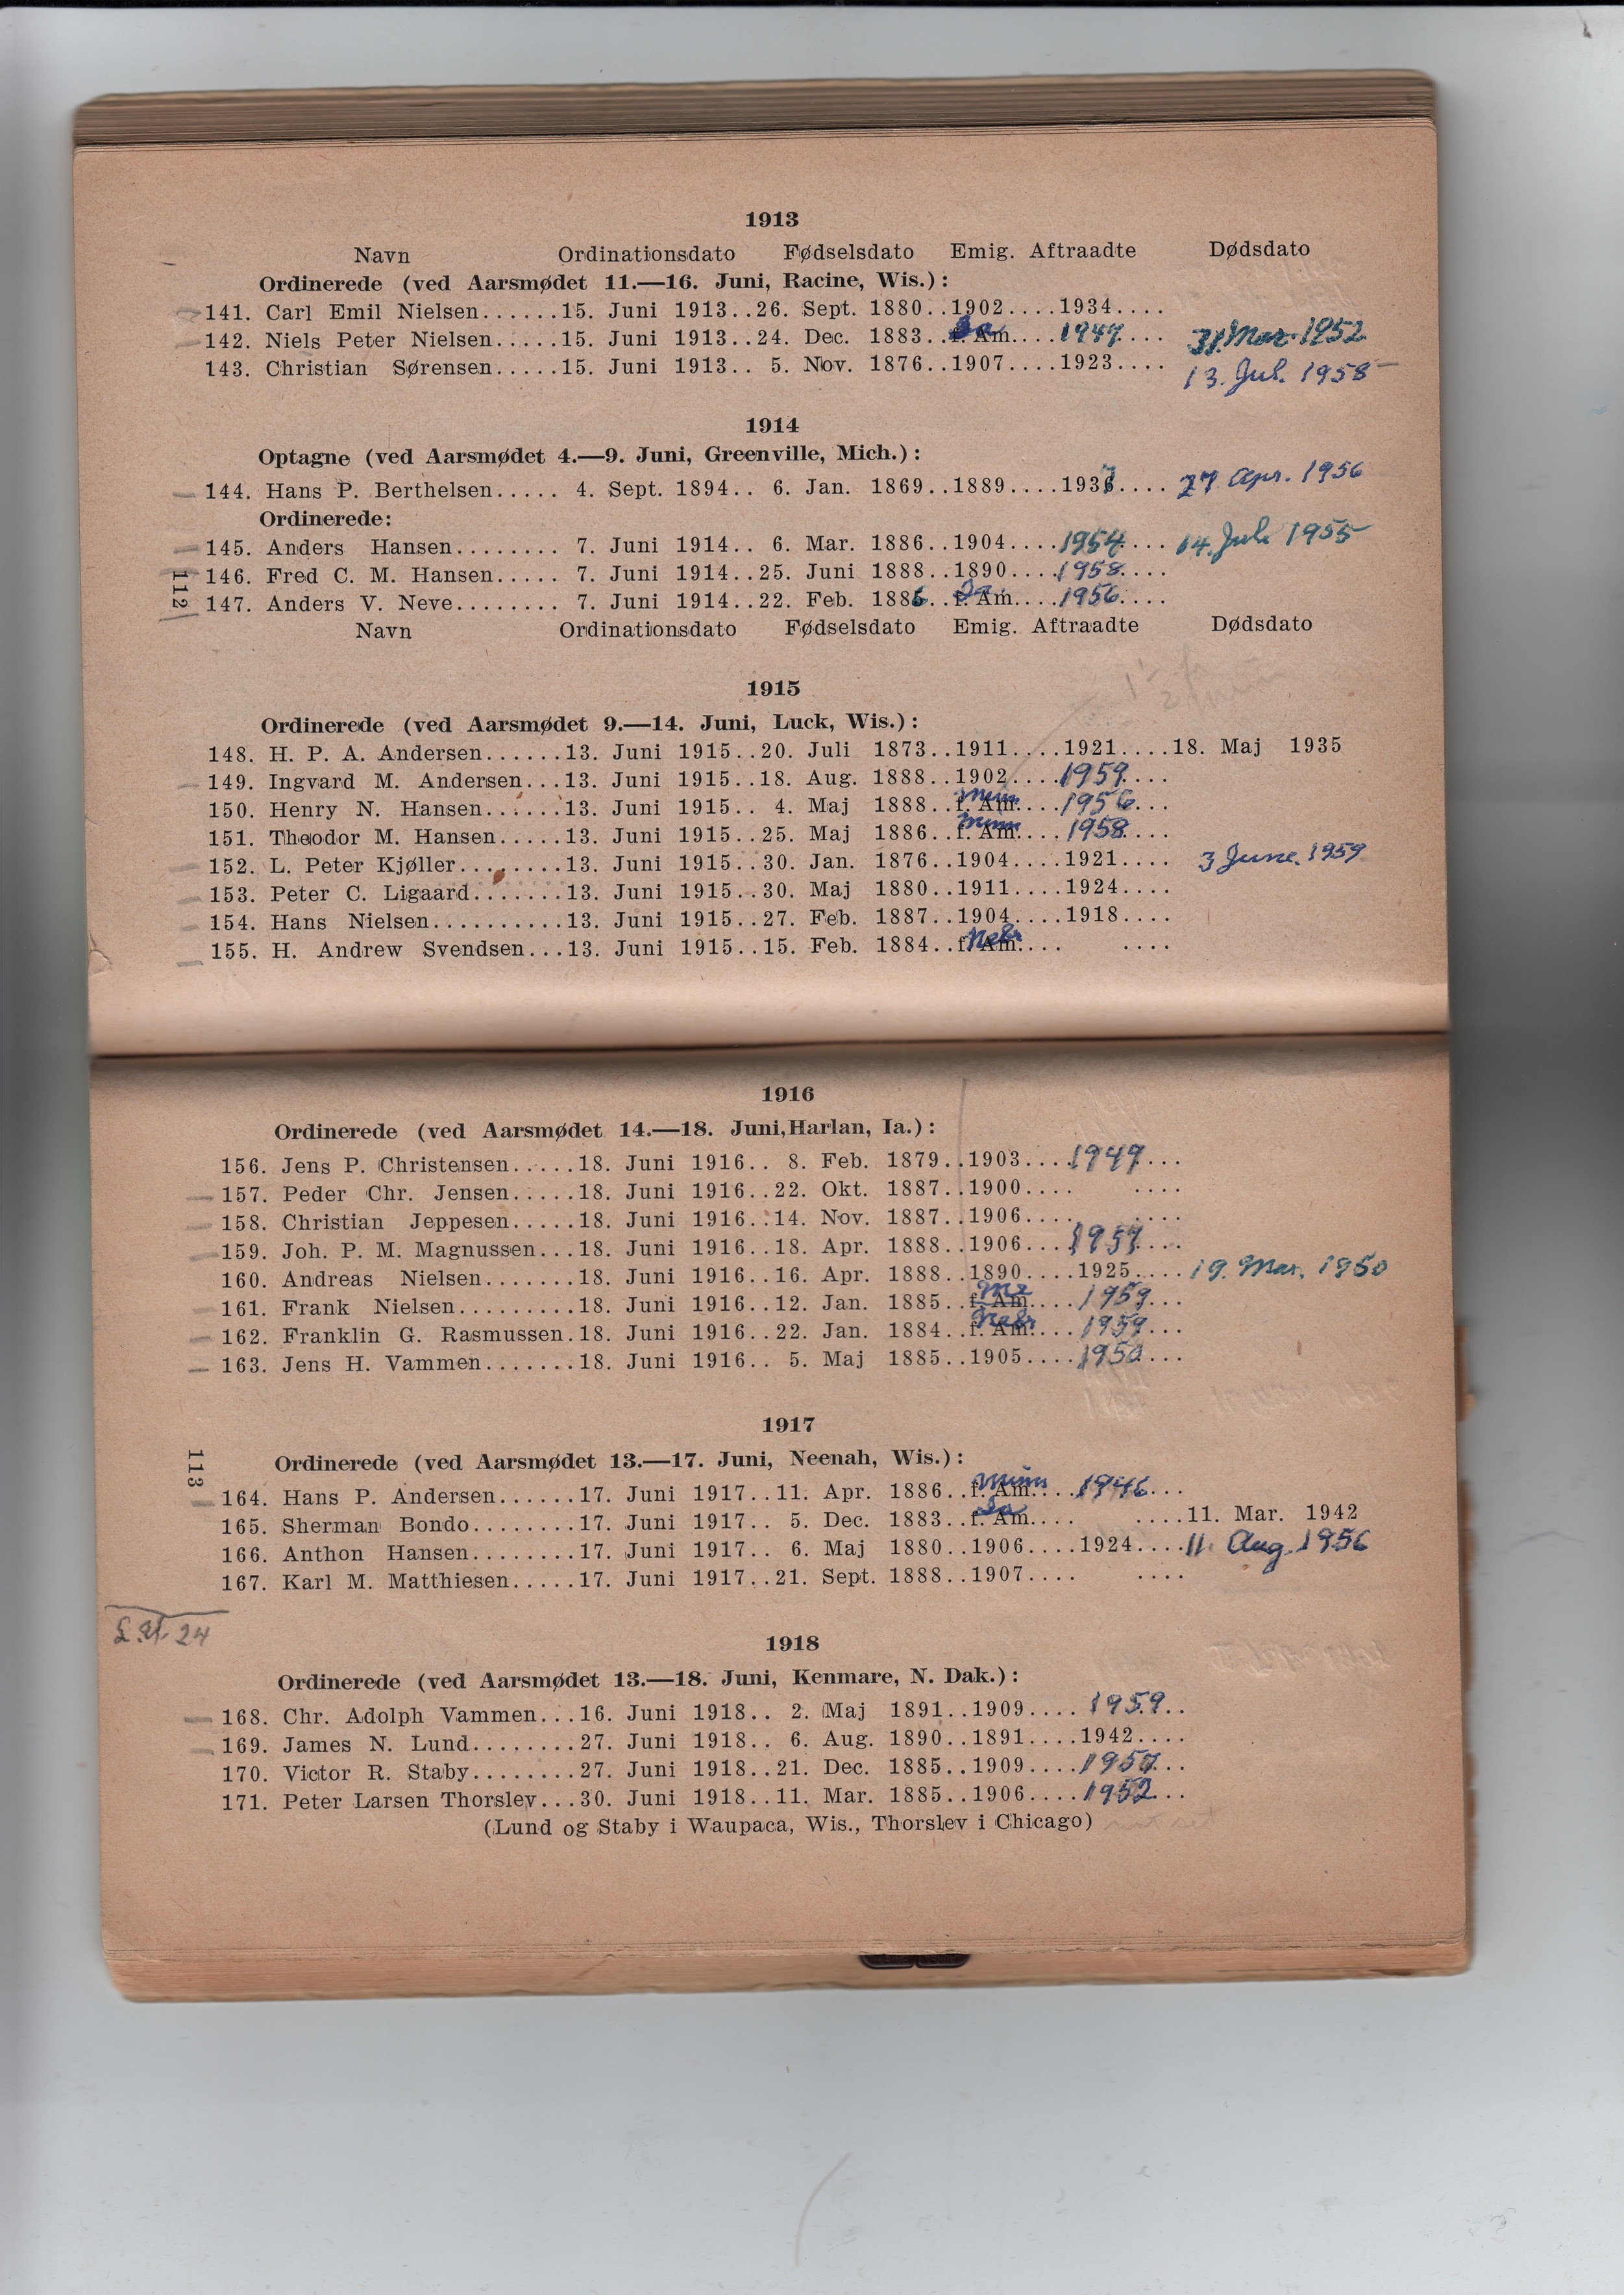 1913
Navn Ordinationsdato Fødselsdato Emig. Aftraadte Dødsdato
Ordinerede (ved Aarsmødet 11.—16. Juni, Racine, Wis.):
141. Carl Emil Nielsen......15. Juni 1913..26. Sept. 1880..1902....1934....
142. Niels Peter Nielsen.....15. Juni 1913..24. Dec. 1883..f. Am.... Ia 1949.... 31. Mar. 1952
143. Christian Sørensen.....15. Juni 1913.. 5. Nov. 1876..1907....1923.... 13. Jul. 1958
1914
Optagne (ved Aarsmødet 4.—9. Juni, Greenville, Mich.):
144. Hans P. Berthelsen..... 4. Sept. 1894.. 6. Jan. 1869..1889....1937.... 27 Apr. 1956
Ordinerede:
145. Anders Hansen........ 7. Juni 1914.. 6. Mar. 1886..1904....1954.... 14. Jul. 1955
146. Fred C. M. Hansen..... 7. Juni 1914..25. Juni 1888..1890....1958....
112
147. Anders V. Neve........ 7. Juni 1914..22. Feb. 1886..f. Am.... Ia 1956....
Navn Ordinationsdato Fødselsdato Emig. Aftraadte Dødsdato
1915
Ordinerede (ved Aarsmødet 9.—14. Juni, Luck, Wis.):
148. H. P. A. Andersen......13. Juni 1915..20. Juli 1873..1911....1921....18. Maj 1935
149. Ingvard M. Andersen...13. Juni 1915..18. Aug. 1888..1902....1959....
150. Henry N. Hansen......13. Juni 1915.. 4. Maj 1888..f. Am.... Minn 1956...
151. Theodor M. Hansen.....13. Juni 1915..25. Maj 1886..f. Am.... Minn 1958....
152. L. Peter Kjøller........13. Juni 1915..30. Jan. 1876..1904....1921.... 3 June. 1959
153. Peter C. Ligaard.......13. Juni 1915..30. Maj 1880..1911....1924....
154. Hans Nielsen..........13. Juni 1915..27. Feb. 1887..1904....1918....
155. H. Andrew Svendsen...13. Juni 1915..15. Feb. 1884..f. Am.... Nebr ....
1916
Ordinerede (ved Aarsmødet 14.—18. Juni,Harlan, Ia.):
156. Jens P. Christensen.....18. Juni 1916.. 8. Feb. 1879..1903....1949...
157. Peder Chr. Jensen.....18. Juni 1916..22. Okt. 1887..1900.... ....
158. Christian Jeppesen.....18. Juni 1916..14. Nov. 1887..1906.... ....
159. Joh. P. M. Magnussen...18. Juni 1916..18. Apr. 1888..1906....1957....
160. Andreas Nielsen.......18. Juni 1916..16. Apr. 1888..1890....1925.... 19. Mar. 1950
161. Frank Nielsen.........18. Juni 1916..12. Jan. 1885..f. Am.... Me 1959...
162. Franklin G. Rasmussen.18. Juni 1916..22. Jan. 1884..f. Am.... Nebr 1959...
163. Jens H. Vammen.......18. Juni 1916.. 5. Maj 1885..1905....1950...
1917
113
Ordinerede (ved Aarsmødet 13.—17. Juni, Neenah, Wis.):
164. Hans P. Andersen......17. Juni 1917..11. Apr. 1886..f. Am.... Minn 1946...
165. Sherman Bondo........17. Juni 1917.. 5. Dec. 1883..f. Am.... Ia ....11. Mar. 1942
166. Anthon Hansen........17. Juni 1917.. 6. Maj 1880..1906....1924....11. Aug. 1956
167. Karl M. Matthiesen.....17. Juni 1917..21. Sept. 1888..1907.... ....
24
1918
Ordinerede (ved Aarsmødet 13.—18. Juni, Kenmare, N. Dak.):
168. Chr. Adolph Vammen...16. Juni 1918.. 2. Maj 1891..1909.... 1959..
169. James N. Lund........27. Juni 1918.. 6. Aug. 1890..1891....1942....
170. Victor R. Staby........27. Juni 1918..21. Dec. 1885..1909....1957...
171. Peter Larsen Thorslev...30. Juni 1918..11. Mar. 1885..1906....1952...
(Lund og Staby i Waupaca, Wis., Thorslev i Chicago)